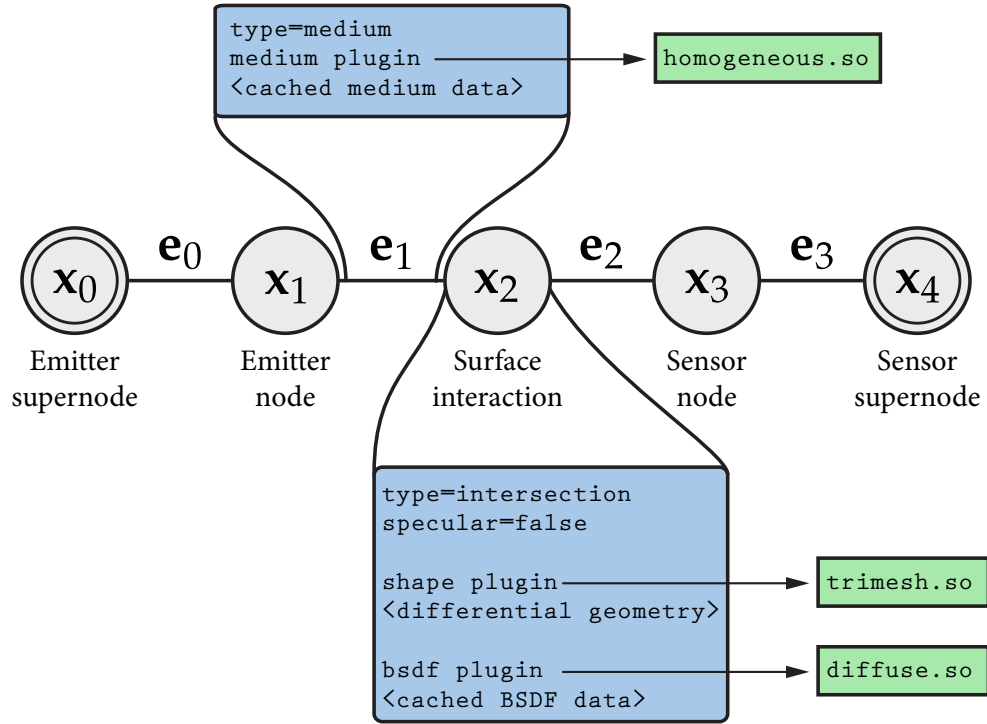 type=medium
medium plugin
homogeneous.so
<cached medium data>
e0
e1
e2
e3
x0
x1
x2
x3
x4
Emitter
supernode
Emitter
node
Surface
interaction
Sensor
node
Sensor
supernode
type=intersection
specular=false
shape plugin
trimesh.so
<differential geometry>
bsdf plugin
diffuse.so
<cached BSDF data>